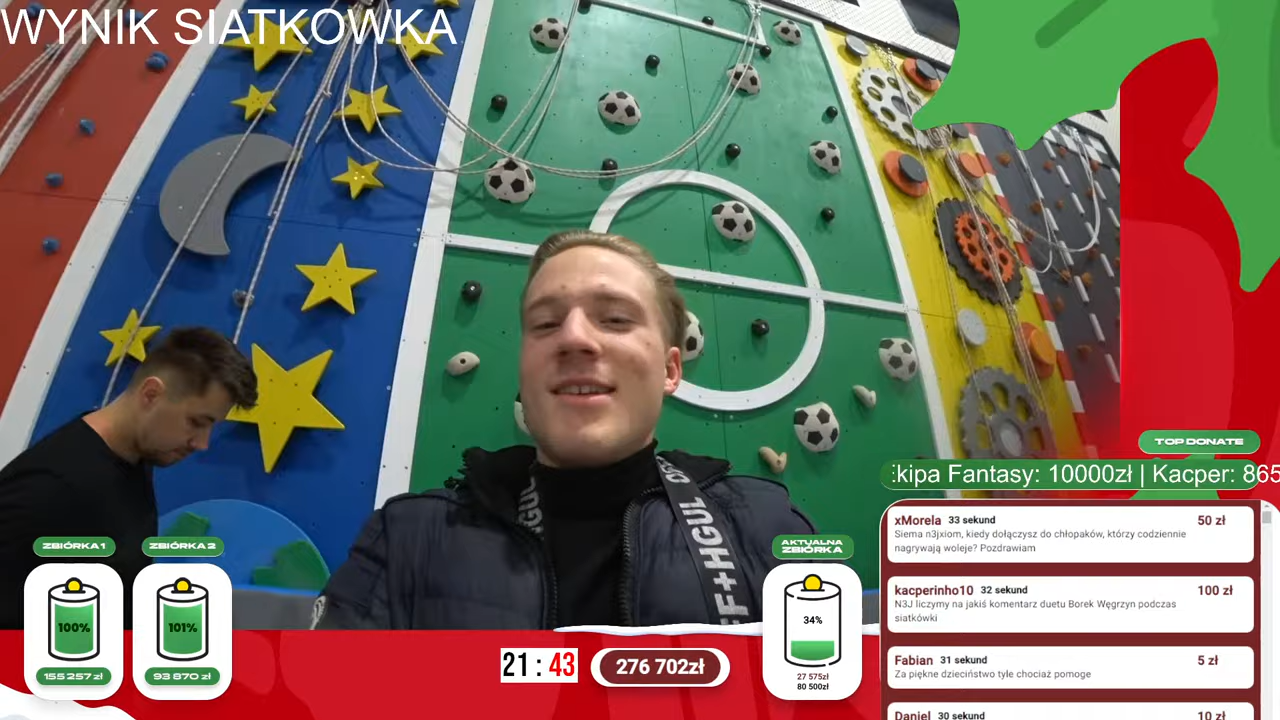 WYNIK SIATKOWKA
TOP DONATE
Ekipa Fantasy: 10000zł | Kacper: 865
xMorela 33 sekund 50 zł
Siema n3jxiom, kiedy dołączysz do chłopaków, którzy codziennie
nagrywają woleje? Pozdrawiam
kacperinho10 32 sekund 100 zł
N3J liczymy na jakiś komentarz duetu Borek Węgrzyn podczas
siatkówki
Fabian 31 sekund 5 zł
Za piękne dzieciństwo tyle chociaż pomoge
Daniel 30 sekund 10 zł
ZBIÓRKA 1
100%
155 257 zł
ZBIÓRKA 2
101%
93 870 zł
21 : 43
276 702zł
AKTUALNA
ZBIÓRKA
34%
27 575zł
80 500zł